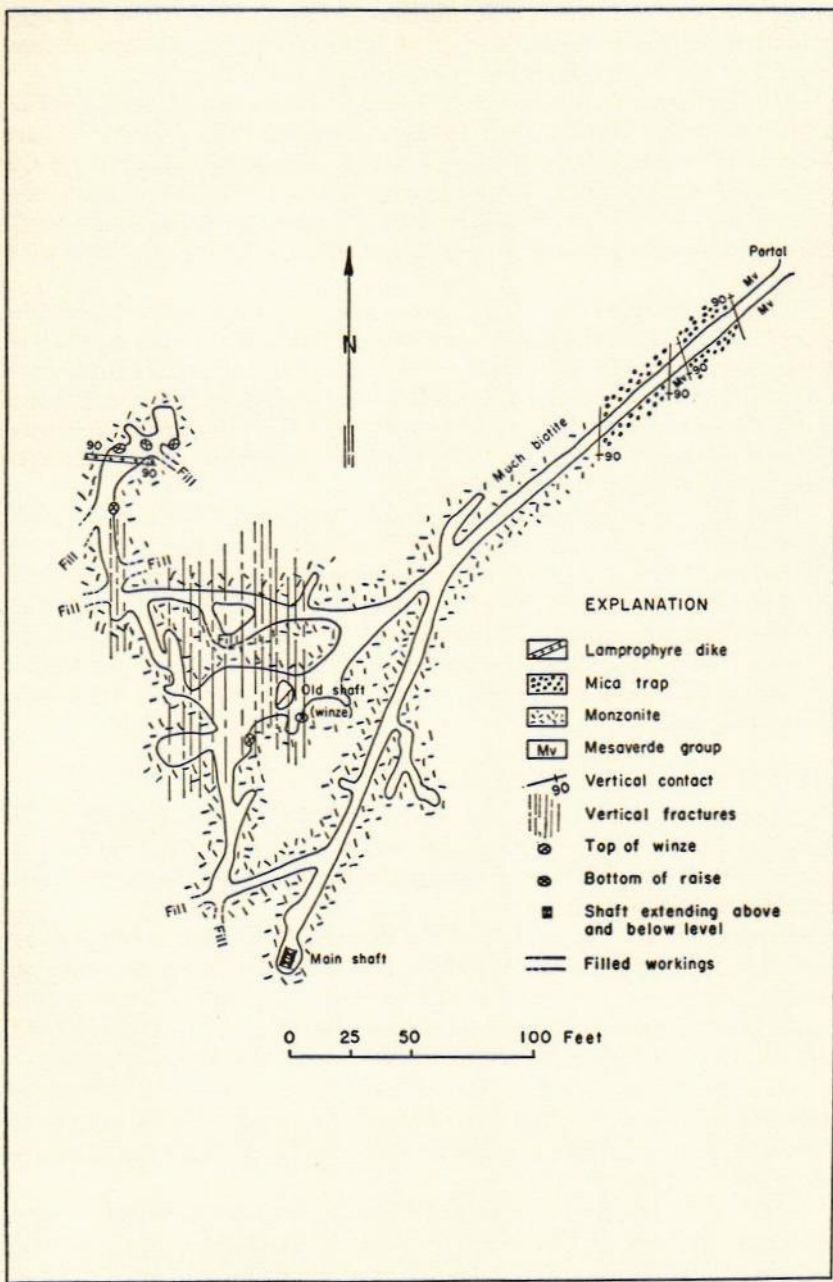 Portal
Mv
Mv
90
90
Mv
90
90
N
Much biotite
90
90
Fill
Fill
Fill
Fill
Fill
Old shaft
(winze)
Fill
Fill
Main shaft
EXPLANATION
Lamprophyre dike
Mica trap
Monzonite
Mv Mesaverde group
90 Vertical contact
Vertical fractures
Top of winze
Bottom of raise
Shaft extending above
and below level
Filled workings
0 25 50 100 Feet